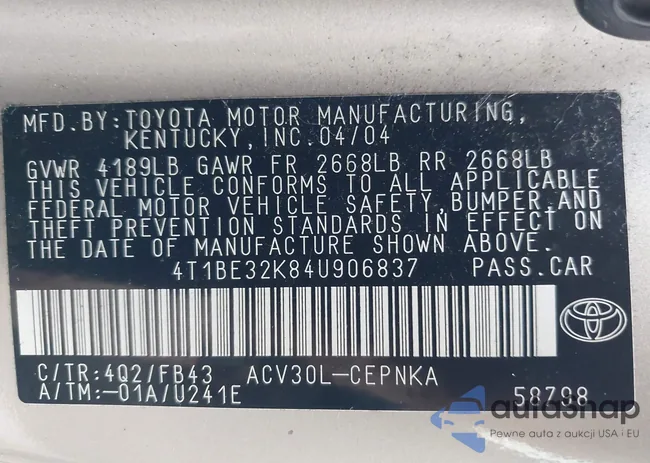 MFD.BY:TOYOTA MOTOR MANUFACTURING,
KENTUCKY,INC.04/04
GVWR 4189LB GAWR FR 2668LB RR 2668LB
THIS VEHICLE CONFORMS TO ALL APPLICABLE
FEDERAL MOTOR VEHICLE SAFETY,BUMPER,AND
THEFT PREVENTION STANDARDS IN EFFECT ON
THE DATE OF MANUFACTURE SHOWN ABOVE.
4T1BE32K84U906837 PASS.CAR
C/TR:4Q2/FB43 ACV30L-CEPNKA
A/TM:-01A/U241E 58798
autoSnap
Pewne auta z aukcji USA i EU